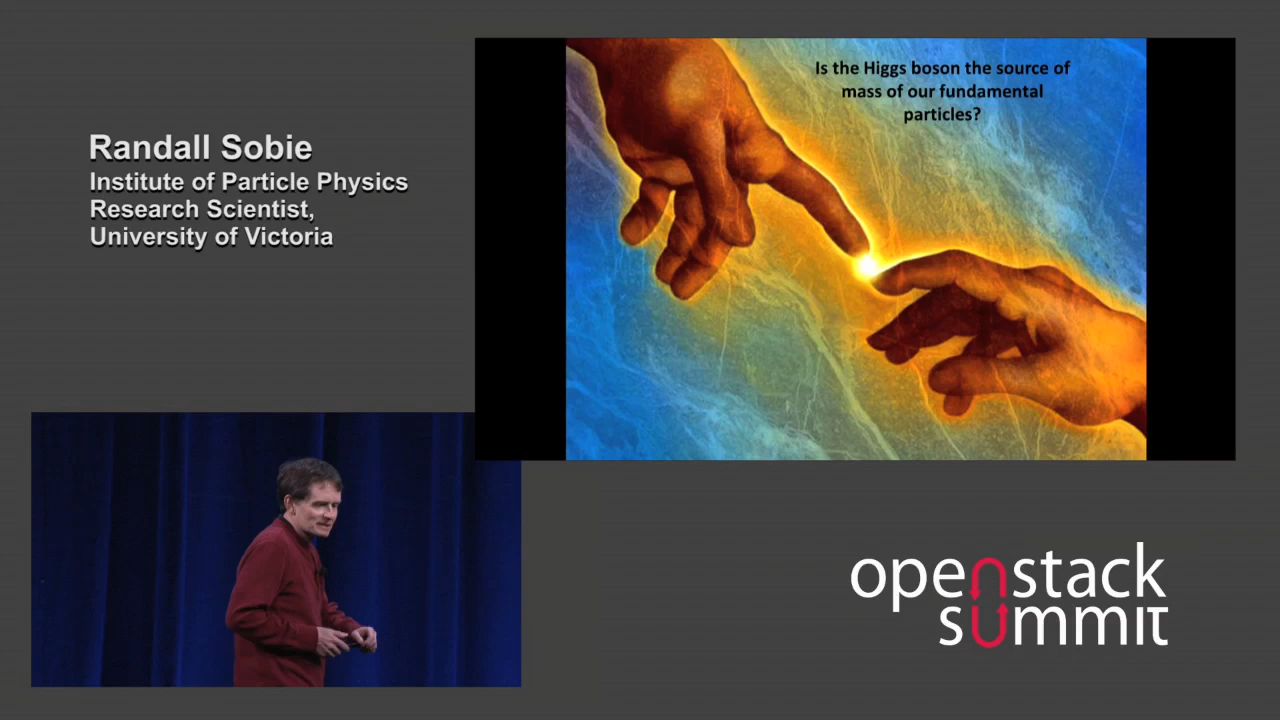 Randall Sobie
Institute of Particle Physics
Research Scientist,
University of Victoria
Is the Higgs boson the source of
mass of our fundamental
particles?
openstack
summit